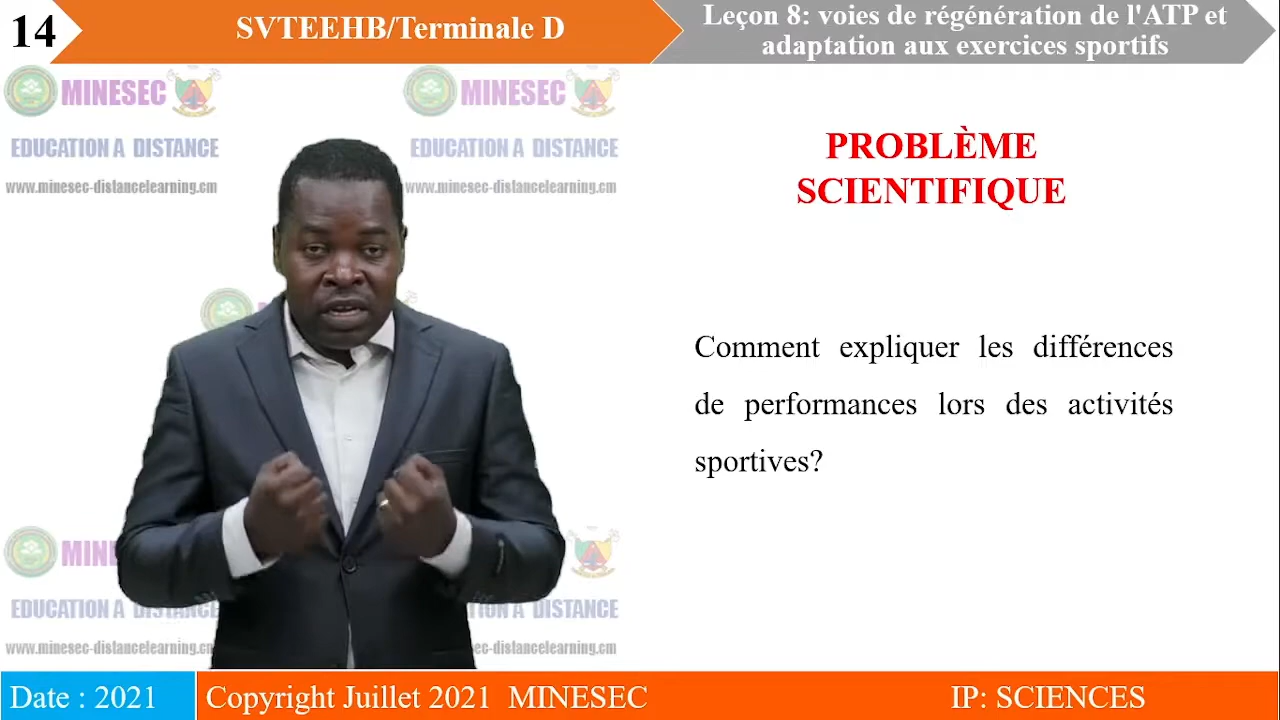 14
SVTEEHB/Terminale D
Leçon 8: voies de régénération de l'ATP et
adaptation aux exercices sportifs
MINESEC
EDUCATION A DISTANCE
www.minesec-distancelearning.cm
MINESEC
EDUCATION A DISTANCE
www.minesec-distancelearning.cm
PROBLÈME
SCIENTIFIQUE
Comment expliquer les différences
de performances lors des activités
sportives?
Date : 2021
Copyright Juillet 2021 MINESEC
IP: SCIENCES